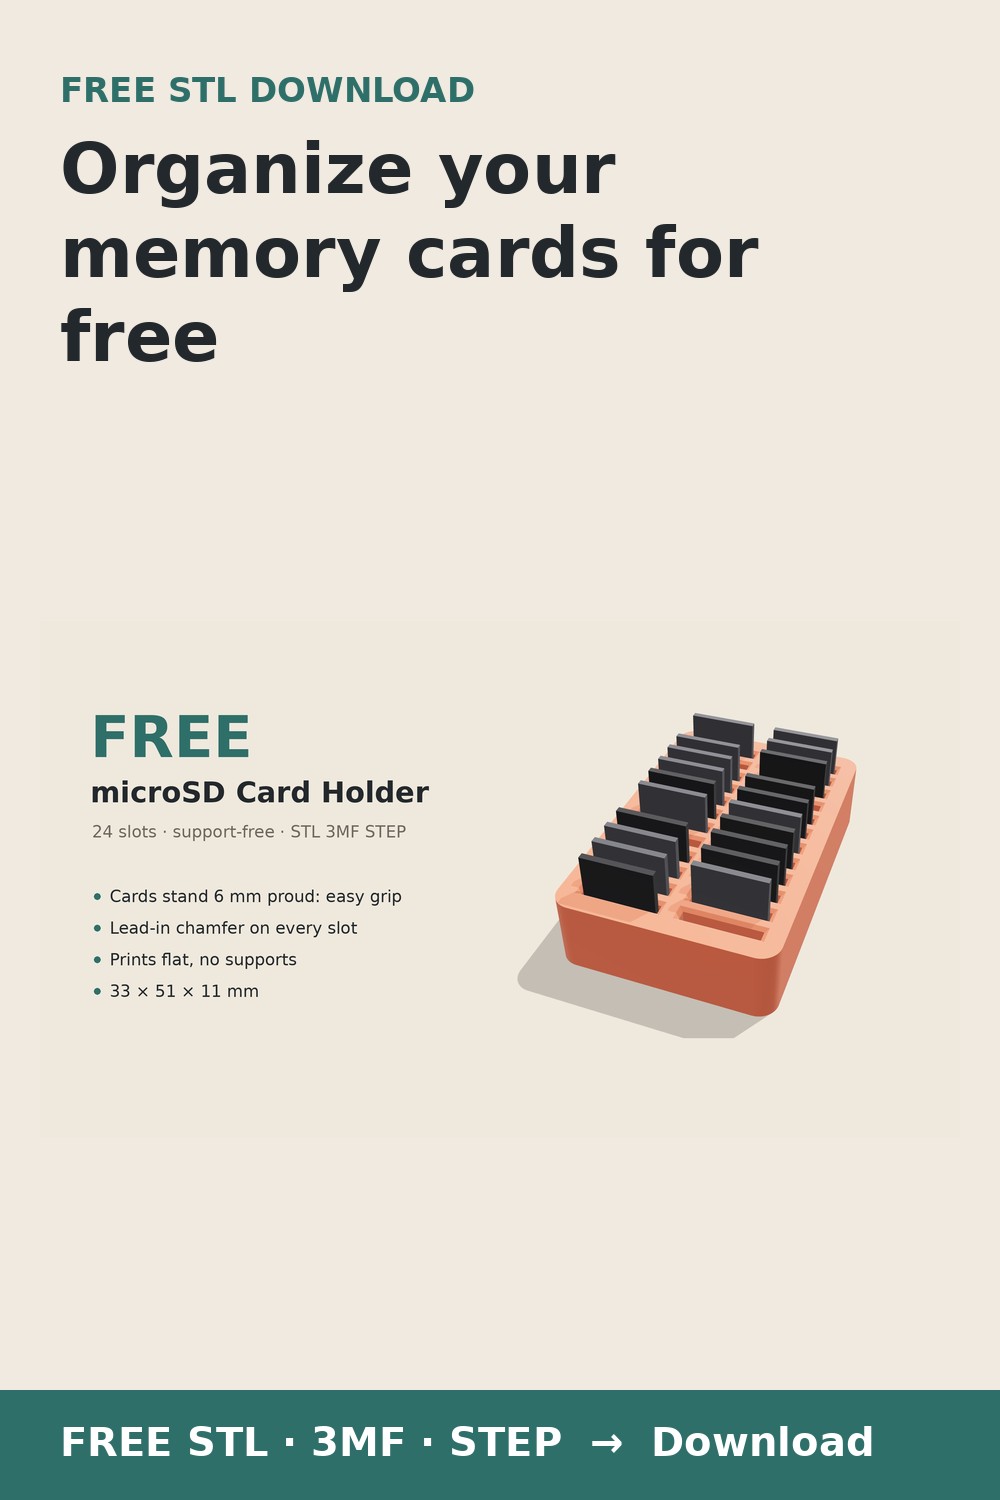 FREE STL DOWNLOAD
Organize your
memory cards for
free
FREE
microSD Card Holder
24 slots · support-free · STL 3MF STEP
• Cards stand 6 mm proud: easy grip
• Lead-in chamfer on every slot
• Prints flat, no supports
• 33 × 51 × 11 mm
FREE STL · 3MF · STEP → Download